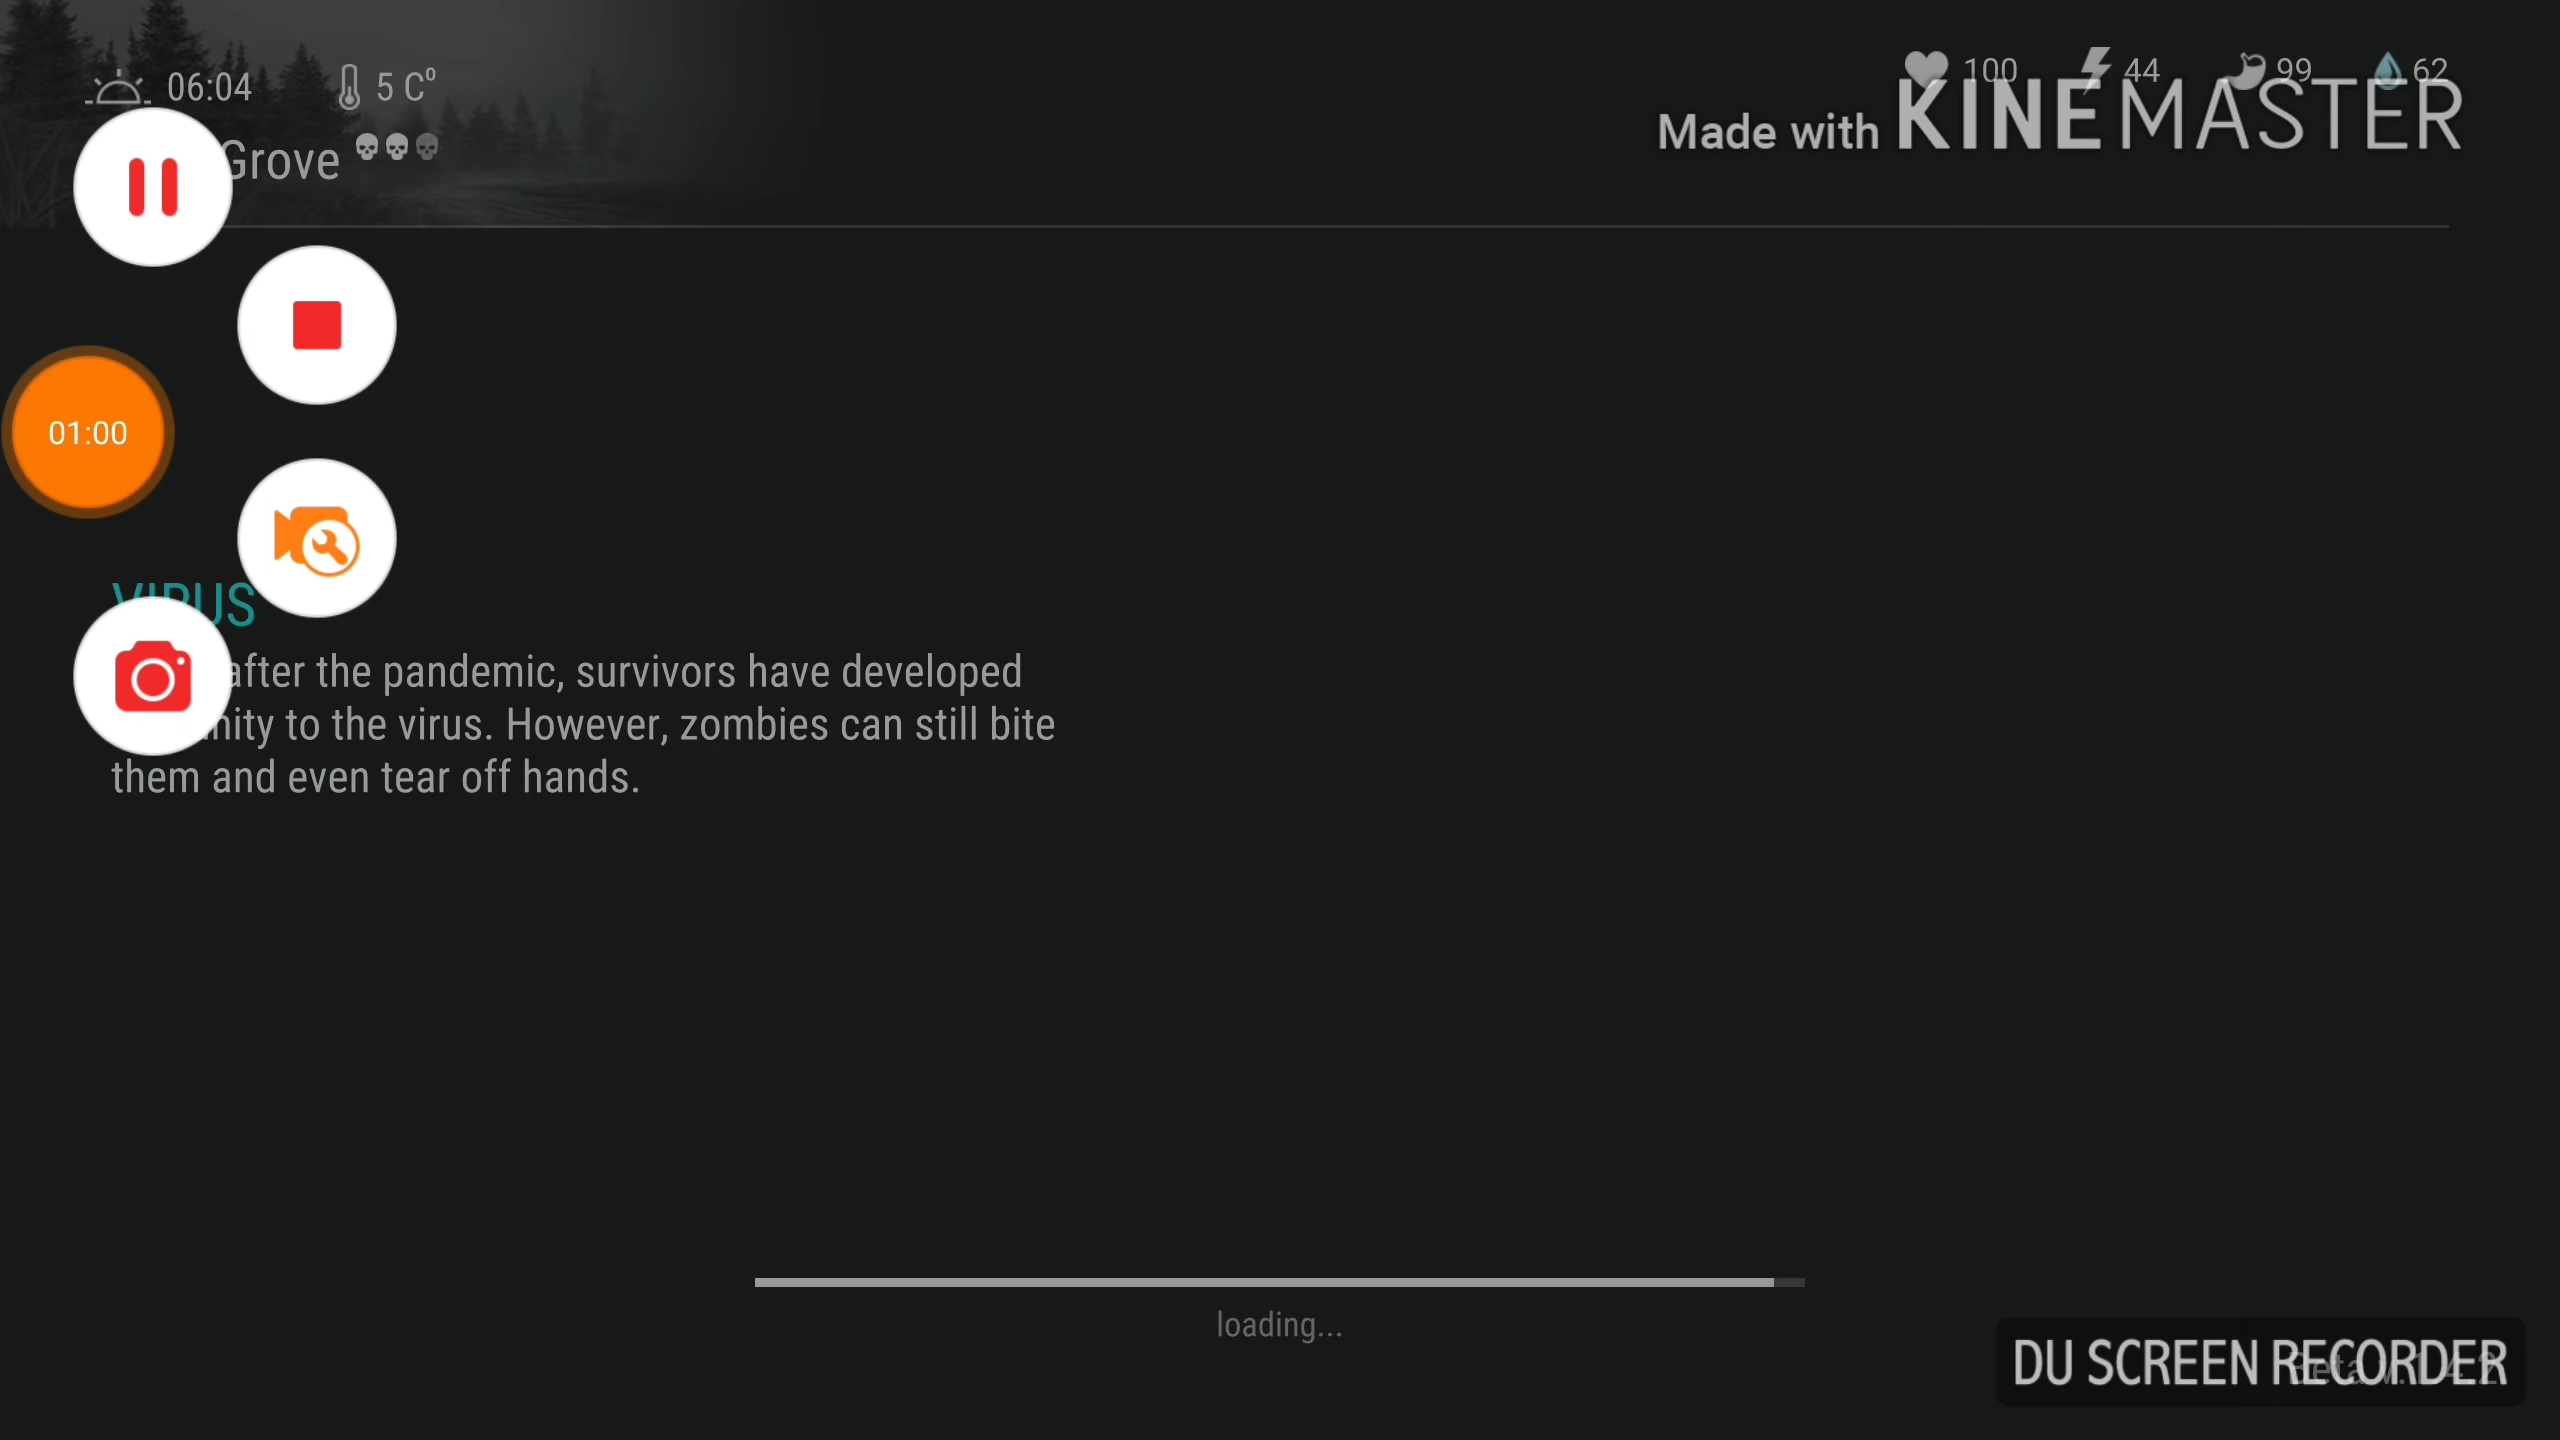 06:04 5 C⁰
100 44 99 62
Made with KINEMASTER
Grove
01:00
VIRUS
after the pandemic, survivors have developed
to the virus. However, zombies can still bite
them and even tear off hands.
loading...
DU SCREEN RECORDER